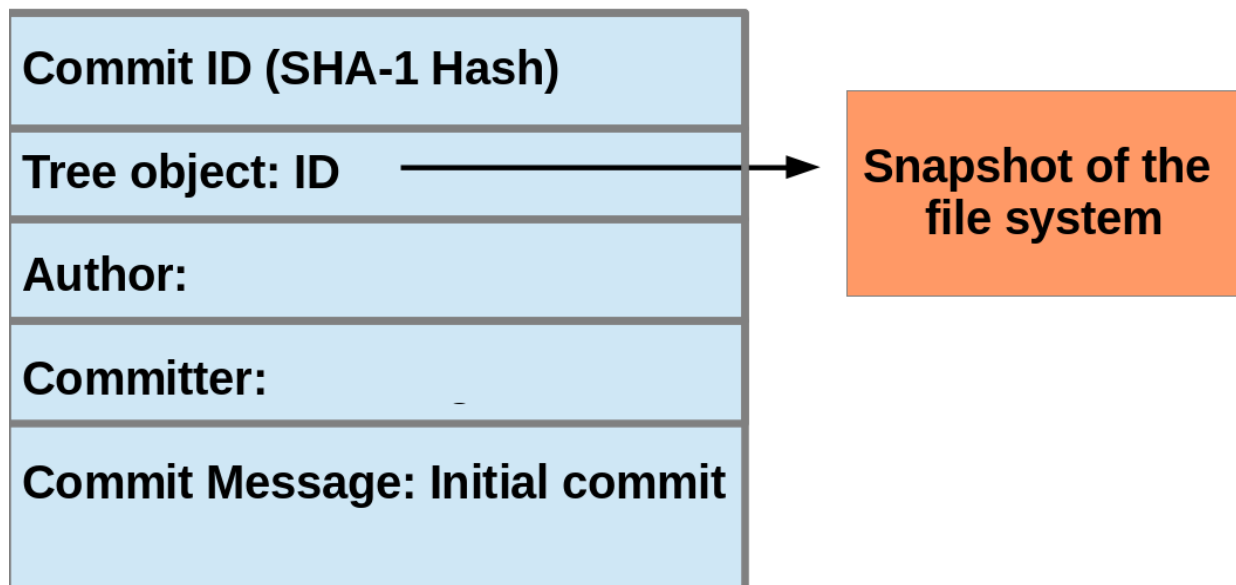 Commit ID (SHA-1 Hash)
Tree object: ID
Snapshot of the
file system
Author:
Committer:
Commit Message: Initial commit